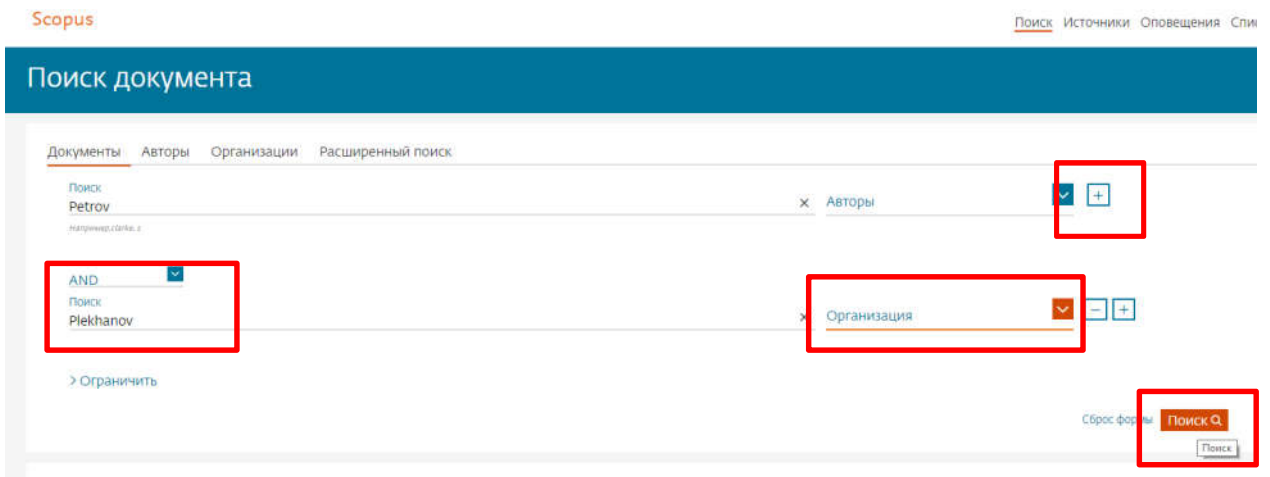 Scopus
Поиск Источники Оповещения
Поиск документа
Документы Авторы Организации Расширенный поиск
Поиск
Petrov × Авторы +
AND
Поиск
Plekhanov × Организация − +
> Ограничить
Сброс формы Поиск
Поиск